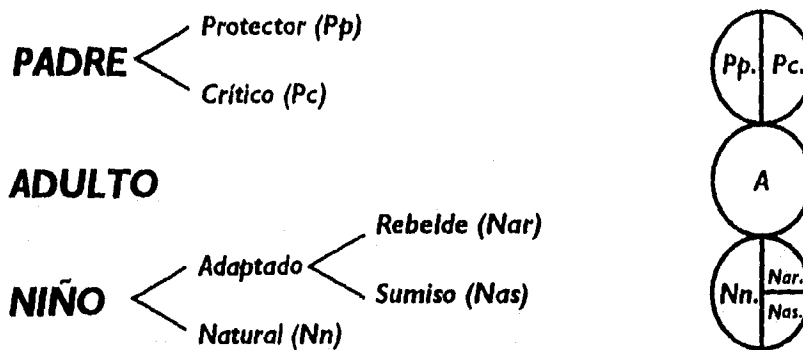 Protector (Pp)
PADRE
Crítico (Pc)
ADULTO
Rebelde (Nar)
Adaptado
NIÑO
Sumiso (Nas)
Natural (Nn)
Pp. Pc.
A
Nn. Nar.
Nas.